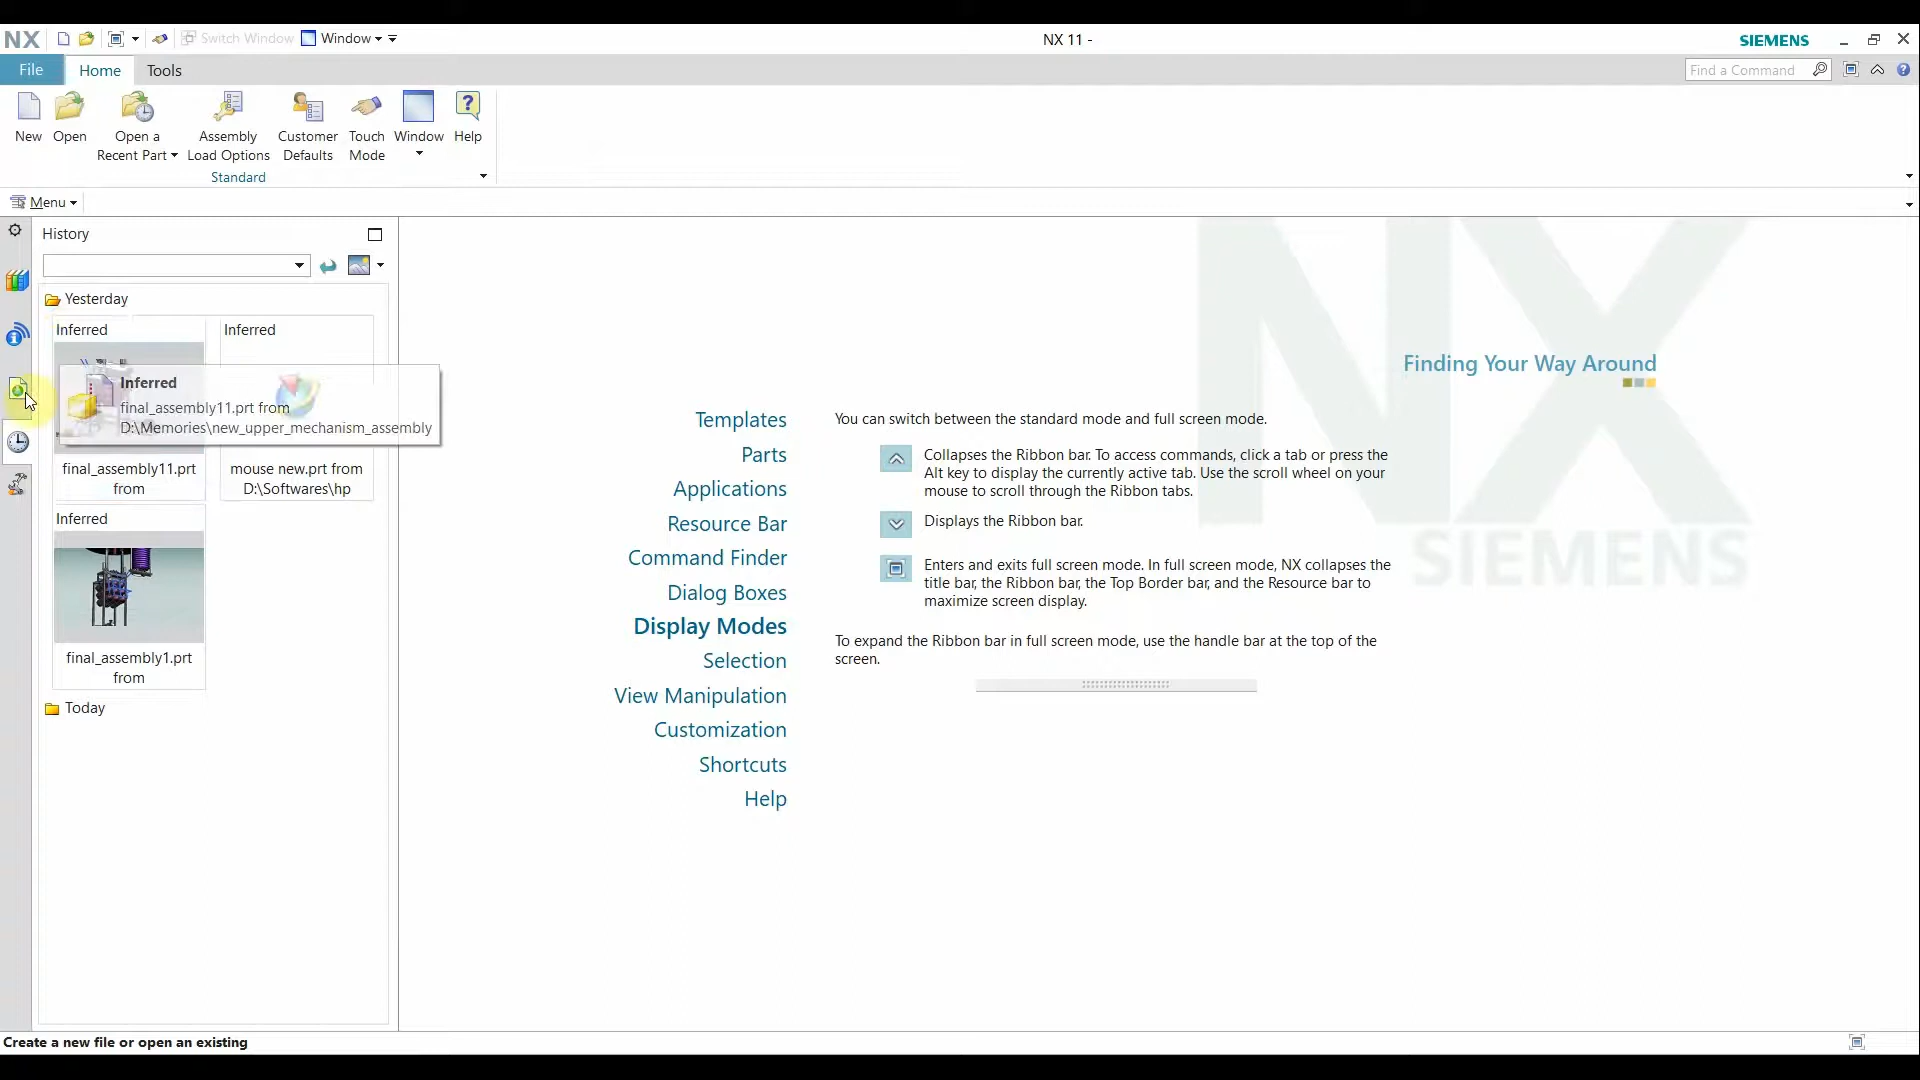 NX
Switch Window
Window
NX 11 -
SIEMENS
File
Home
Tools
Find a Command
New
Open
Open a
Recent Part
Assembly
Load Options
Customer
Defaults
Touch
Mode
Window
Help
Standard
Menu
History
Yesterday
Inferred
Inferred
Inferred
final_assembly11.prt from
D:\Memories\new_upper_mechanism_assembly
final_assembly11.prt
from
mouse new.prt from
D:\Softwares\hp
Inferred
final_assembly1.prt
from
Today
NX
SIEMENS
Finding Your Way Around
Templates
Parts
Applications
Resource Bar
Command Finder
Dialog Boxes
Display Modes
Selection
View Manipulation
Customization
Shortcuts
Help
You can switch between the standard mode and full screen mode.
Collapses the Ribbon bar. To access commands, click a tab or press the
Alt key to display the currently active tab. Use the scroll wheel on your
mouse to scroll through the Ribbon tabs.
Displays the Ribbon bar.
Enters and exits full screen mode. In full screen mode, NX collapses the
title bar, the Ribbon bar, the Top Border bar, and the Resource bar to
maximize screen display.
To expand the Ribbon bar in full screen mode, use the handle bar at the top of the
screen.
Create a new file or open an existing